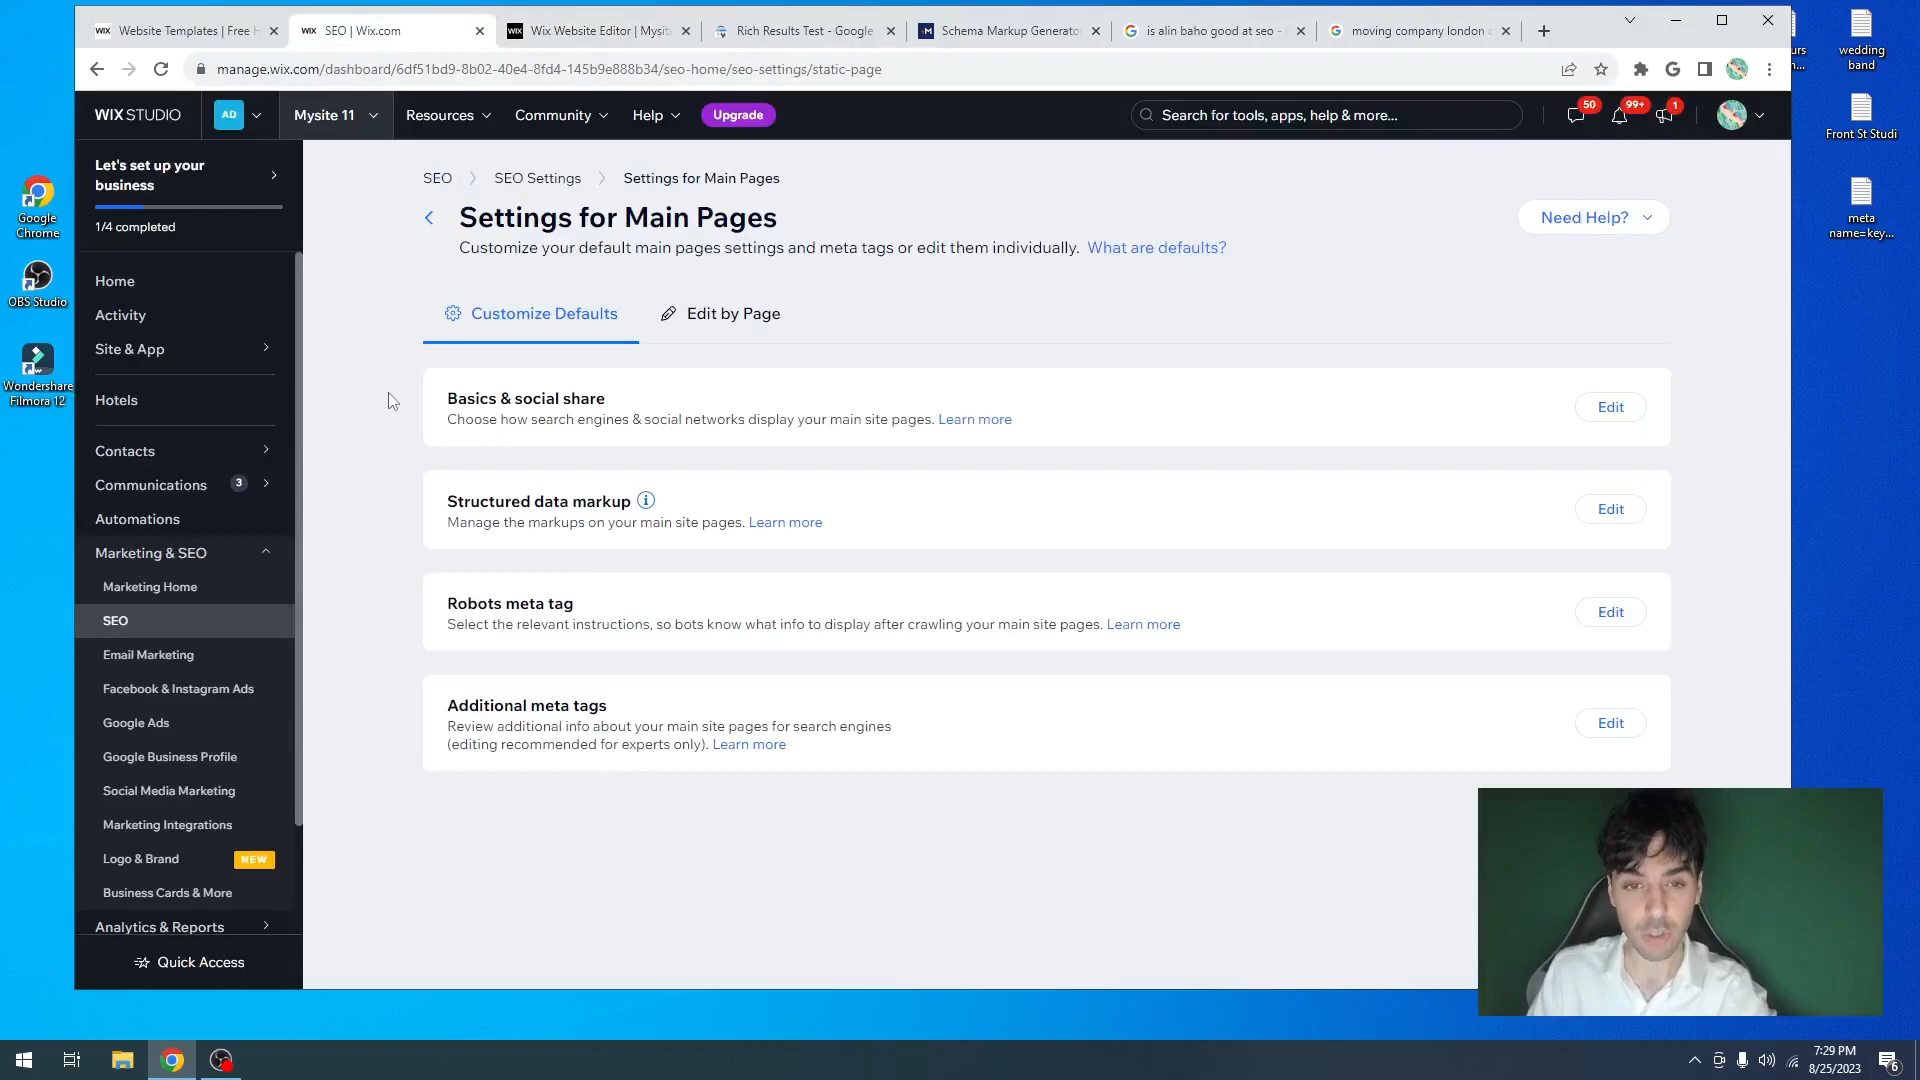 Website Templates | Free H
SEO | Wix.com
Wix Website Editor | Mysit
Rich Results Test - Google
Schema Markup Generator
is alin baho good at seo -
moving company london
manage.wix.com/dashboard/6df51bd9-8b02-40e4-8fd4-145b9e888b34/seo-home/seo-settings/static-page
WIX STUDIO
AD
Mysite 11
Resources
Community
Help
Upgrade
Search for tools, apps, help & more...
50
99+
1
Let's set up your
business
1/4 completed
Home
Activity
Site & App
Hotels
Contacts
Communications
3
Automations
Marketing & SEO
Marketing Home
SEO
Email Marketing
Facebook & Instagram Ads
Google Ads
Google Business Profile
Social Media Marketing
Marketing Integrations
Logo & Brand
NEW
Business Cards & More
Analytics & Reports
Quick Access
SEO
SEO Settings
Settings for Main Pages
Settings for Main Pages
Need Help?
Customize your default main pages settings and meta tags or edit them individually. What are defaults?
Customize Defaults
Edit by Page
Basics & social share
Choose how search engines & social networks display your main site pages. Learn more
Edit
Structured data markup
Manage the markups on your main site pages. Learn more
Edit
Robots meta tag
Select the relevant instructions, so bots know what info to display after crawling your main site pages. Learn more
Edit
Additional meta tags
Review additional info about your main site pages for search engines
(editing recommended for experts only). Learn more
Edit
Google
Chrome
OBS Studio
Wondershare
Filmora 12
wedding
band
Front St Studi
meta
name=key...
7:29 PM
8/25/2023
6